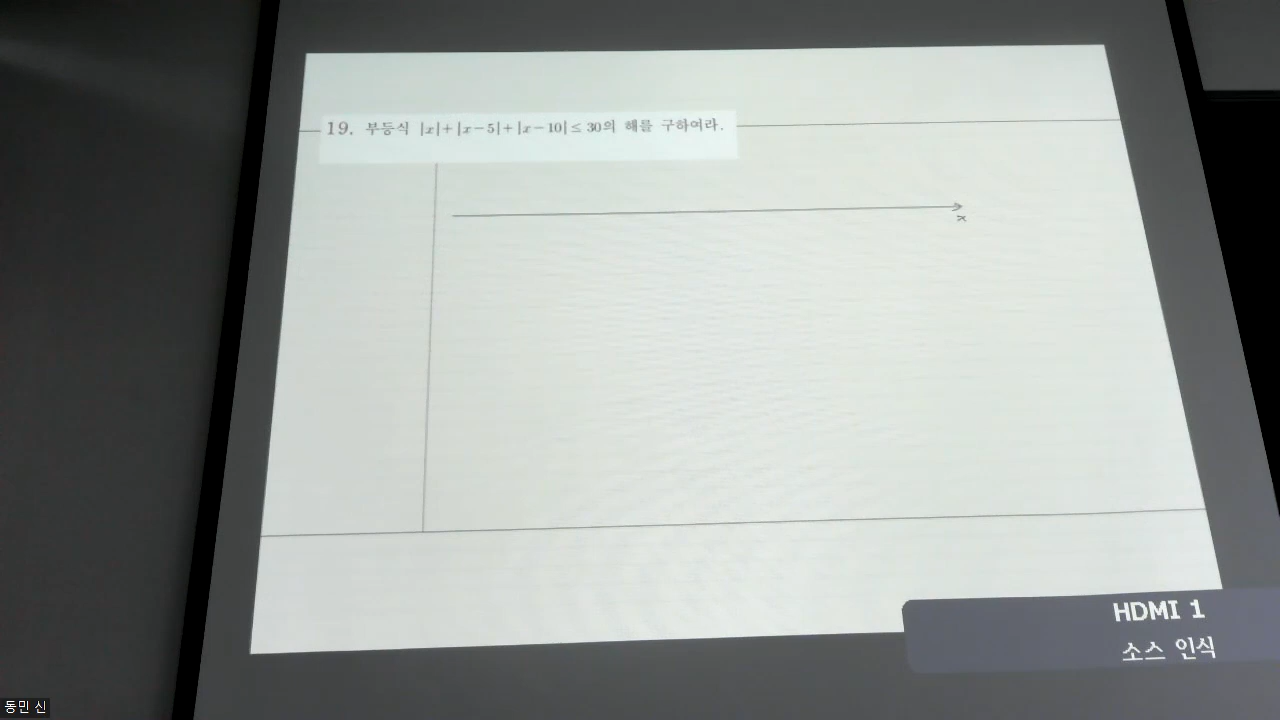 19. 부등식 |x|+|x-5|+|x-10| ≤ 30의 해를 구하여라.
x
HDMI 1
소스 인식
동민 신